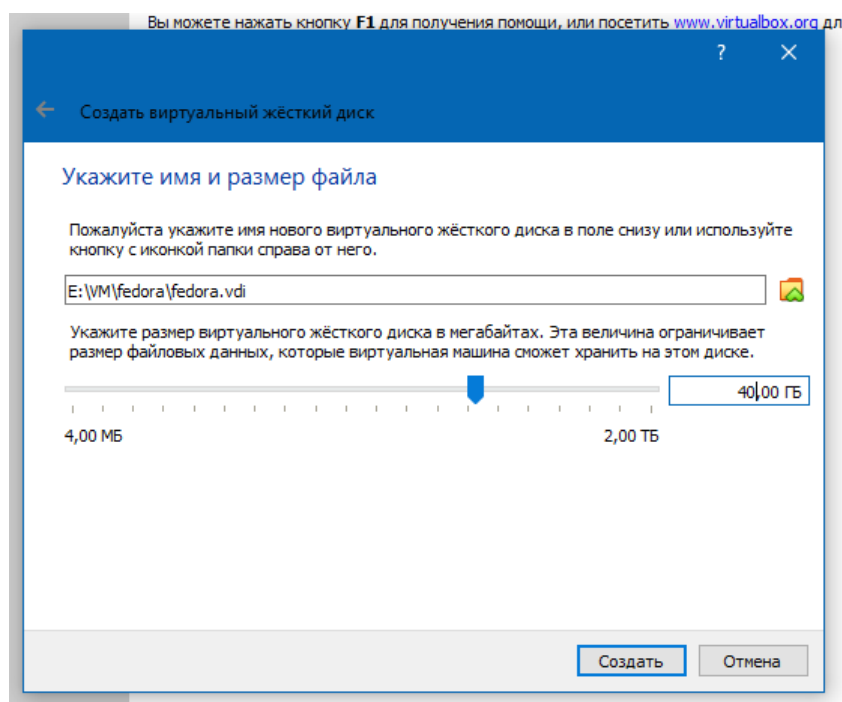 Вы можете нажать кнопку F1 для получения помощи, или посетить www.virtualbox.org дл
?
Создать виртуальный жёсткий диск
Укажите имя и размер файла
Пожалуйста укажите имя нового виртуального жёсткого диска в поле снизу или используйте
кнопку с иконкой папки справа от него.
E:\VM\fedora\fedora.vdi
Укажите размер виртуального жёсткого диска в мегабайтах. Эта величина ограничивает
размер файловых данных, которые виртуальная машина сможет хранить на этом диске.
40,00 ГБ
4,00 МБ 2,00 ТБ
Создать Отмена